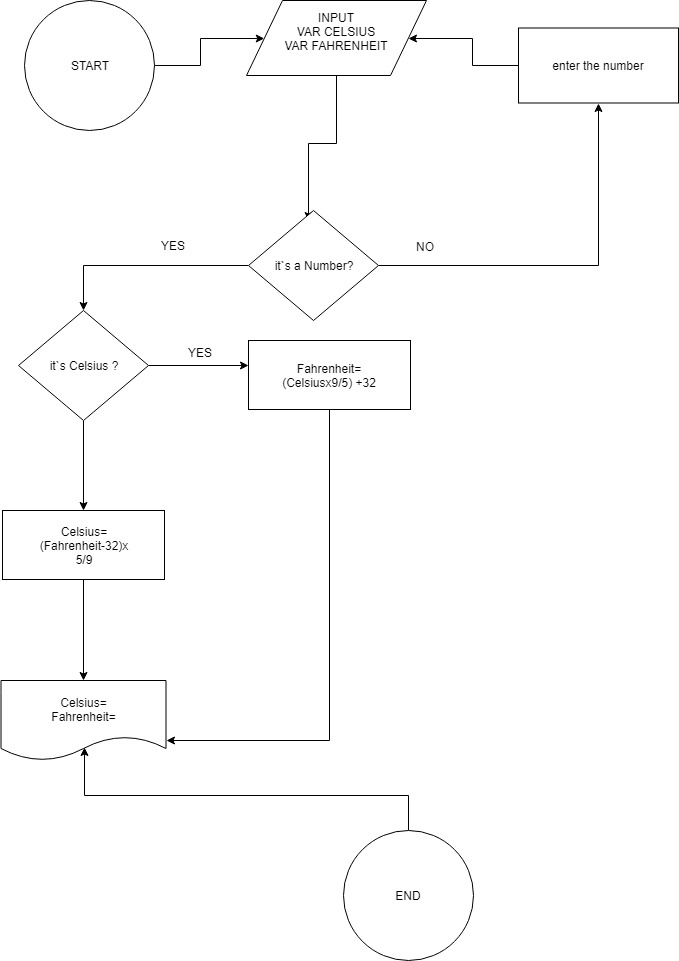 START
INPUT
VAR CELSIUS
VAR FAHRENHEIT
enter the number
YES
it`s a Number?
NO
it`s Celsius ?
YES
Fahrenheit=
(Celsiusx9/5) +32
Celsius=
(Fahrenheit-32)x
5/9
Celsius=
Fahrenheit=
END